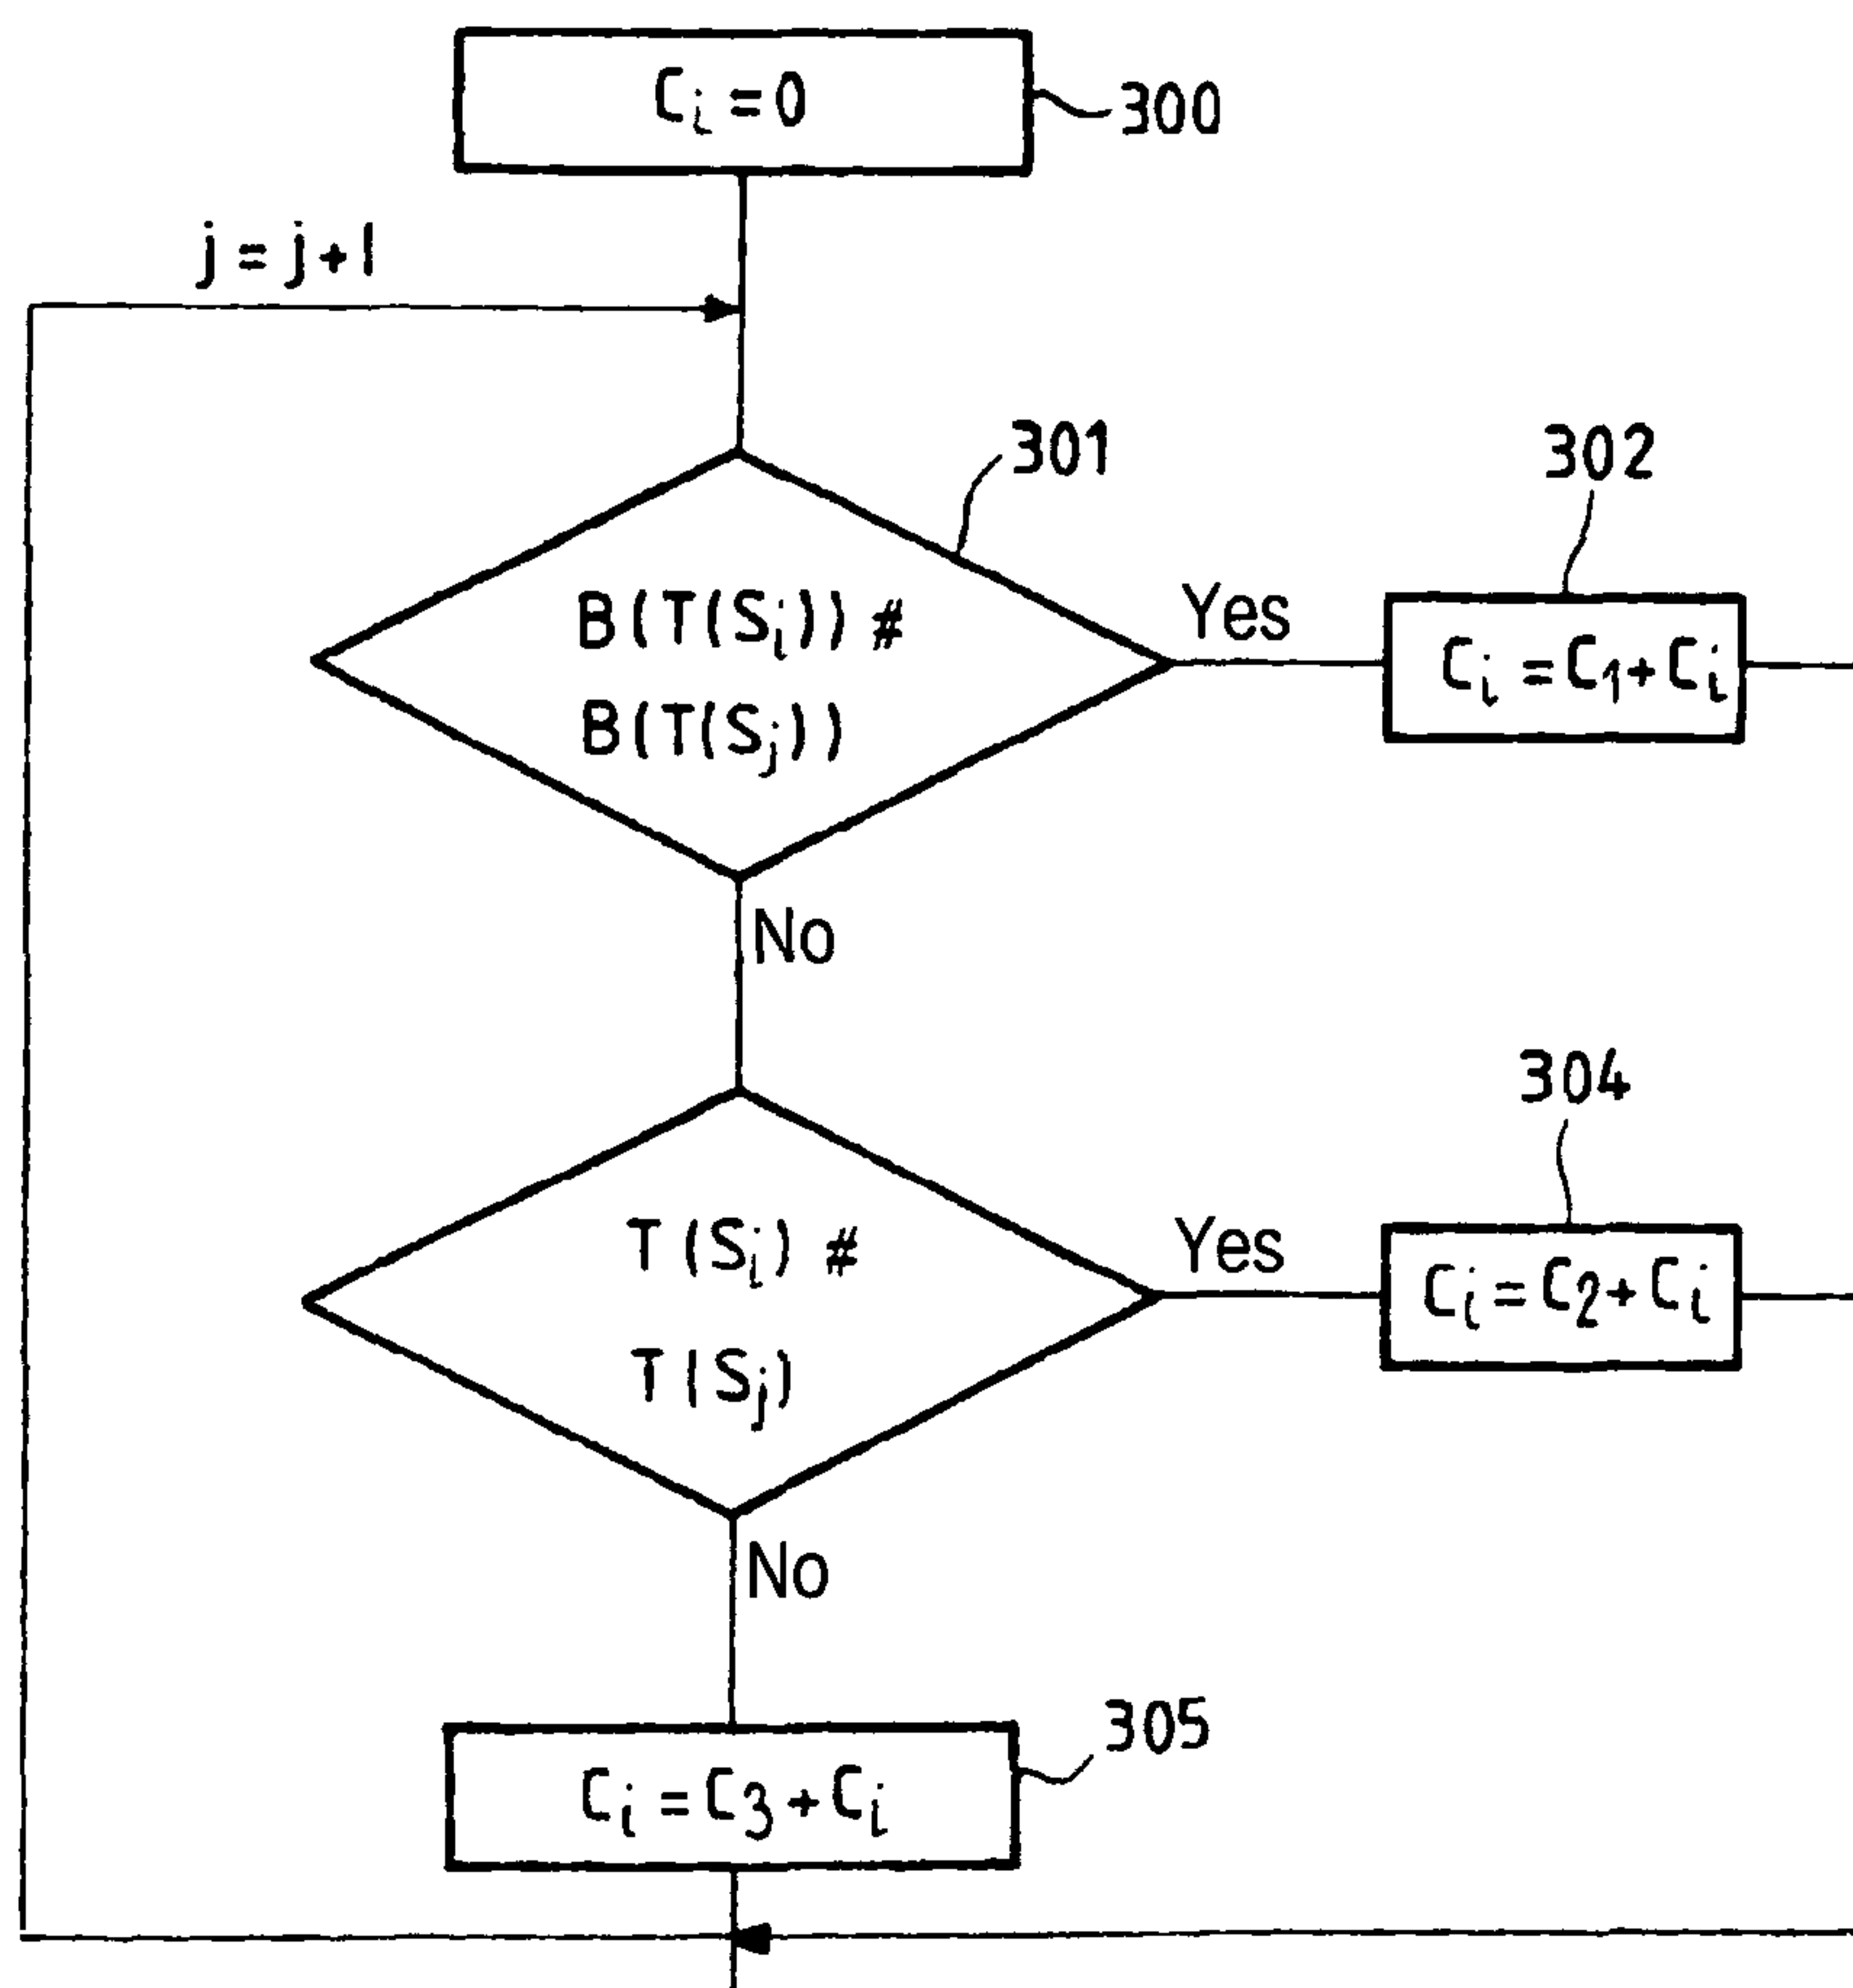 C_i = 0
300
j = j+1
301
302
B(T(S_i)) #
B(T(S_j))
Yes
C_i = C_1 + C_i
No
304
T(S_i) #
T(S_j)
Yes
C_i = C_2 + C_i
No
305
C_i = C_3 + C_i